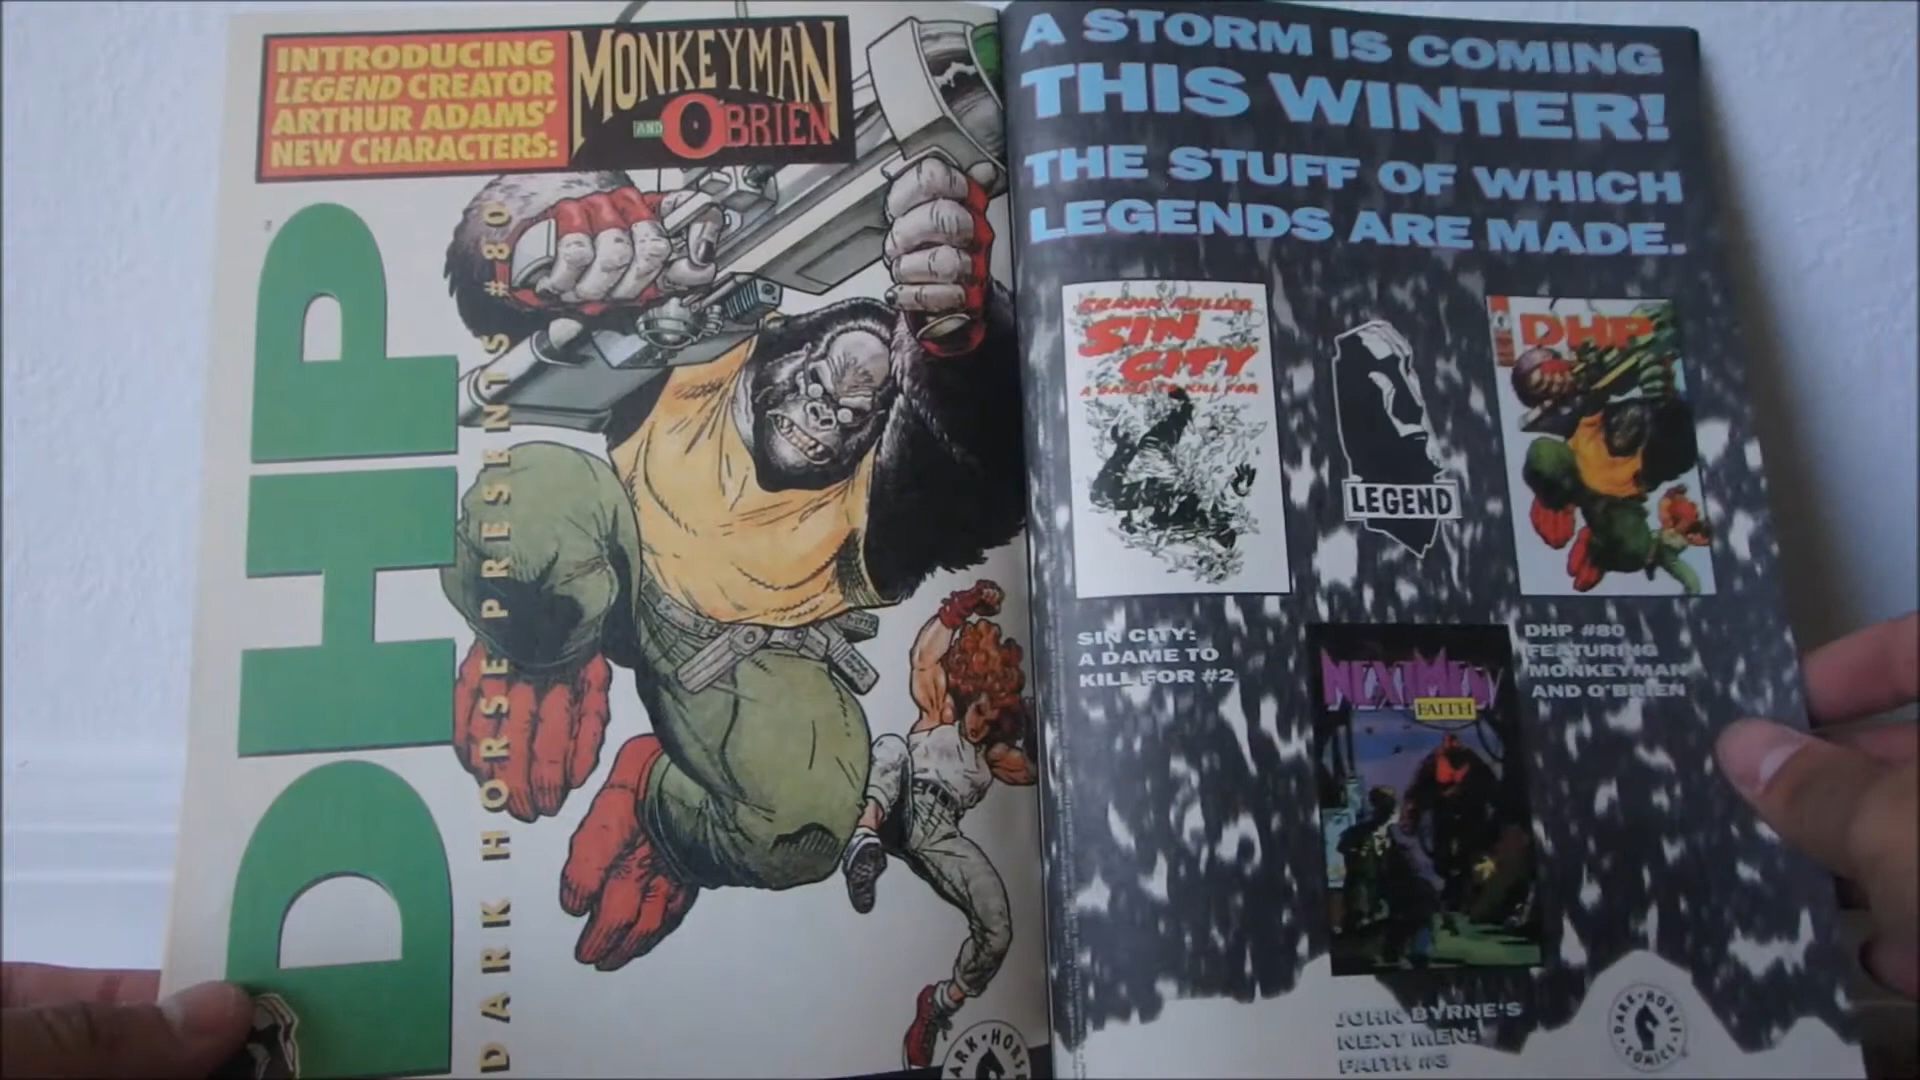 INTRODUCING
LEGEND CREATOR
ARTHUR ADAMS'
NEW CHARACTERS:
MONKEYMAN
AND O'BRIEN
DHP
DARK HORSE PRESENTS #80
DARK HORSE
A STORM IS COMING
THIS WINTER!
THE STUFF OF WHICH
LEGENDS ARE MADE.
FRANK MILLER
SIN
CITY
A DAME TO KILL FOR
LEGEND
DHP
SIN CITY:
A DAME TO
KILL FOR #2
DHP #80
FEATURING
MONKEYMAN
AND O'BRIEN
NEXT MEN
FAITH
JOHN BYRNE'S
NEXT MEN:
FAITH #3
DARK HORSE COMICS